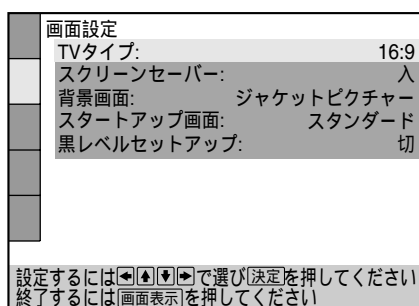 画面設定
TVタイプ: 16:9
スクリーンセーバー: 入
背景画面: ジャケットピクチャー
スタートアップ画面: スタンダード
黒レベルセットアップ: 切
設定するには←↑↓→で選び決定を押してください
終了するには画面表示を押してください